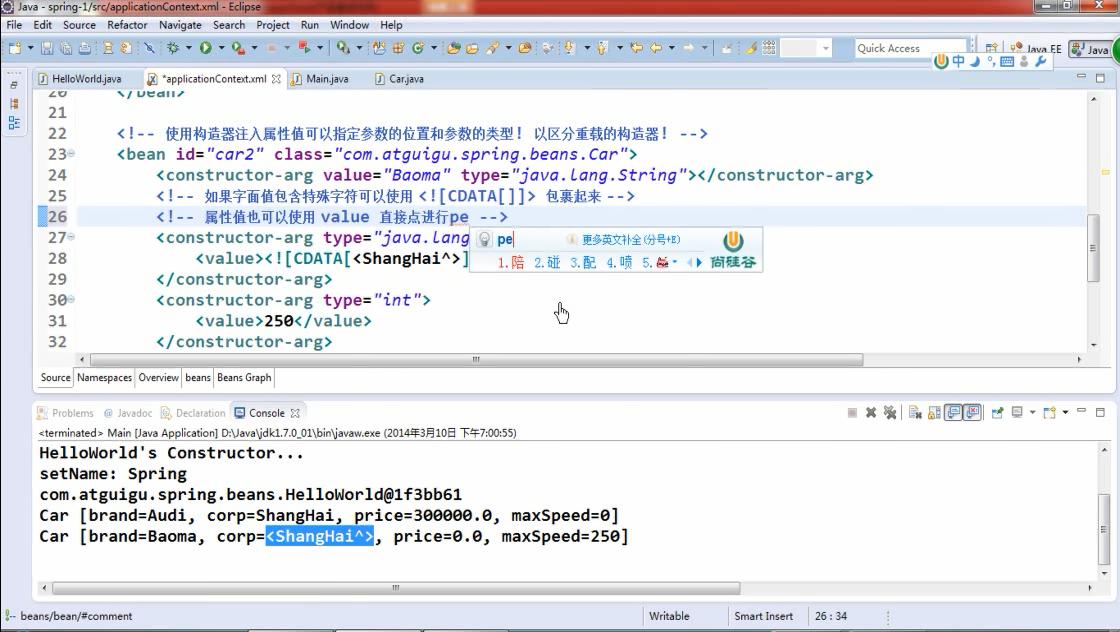 Java - spring-1/src/applicationContext.xml - Eclipse
File Edit Source Refactor Navigate Search Project Run Window Help
Quick Access
Java EE
Java
中
HelloWorld.java
*applicationContext.xml
Main.java
Car.java
20 </bean>
21
22 <!-- 使用构造器注入属性值可以指定参数的位置和参数的类型! 以区分重载的构造器! -->
23 <bean id="car2" class="com.atguigu.spring.beans.Car">
24 <constructor-arg value="Baoma" type="java.lang.String"></constructor-arg>
25 <!-- 如果字面值包含特殊字符可以使用 <![CDATA[]]> 包裹起来 -->
26 <!-- 属性值也可以使用 value 直接点进行pe -->
27 <constructor-arg type="java.lang
28 <value><![CDATA[<ShangHai^>]
29 </constructor-arg>
30 <constructor-arg type="int">
31 <value>250</value>
32 </constructor-arg>
pe
更多英文补全(分号+E)
1.陪 2.碰 3.配 4.喷 5.
尚硅谷
Source Namespaces Overview beans Beans Graph
Problems @ Javadoc Declaration Console
<terminated> Main [Java Application] D:\Java\jdk1.7.0_01\bin\javaw.exe (2014年3月10日 下午7:00:55)
HelloWorld's Constructor...
setName: Spring
com.atguigu.spring.beans.HelloWorld@1f3bb61
Car [brand=Audi, corp=ShangHai, price=300000.0, maxSpeed=0]
Car [brand=Baoma, corp=<ShangHai^>, price=0.0, maxSpeed=250]
beans/bean/#comment
Writable
Smart Insert
26 : 34